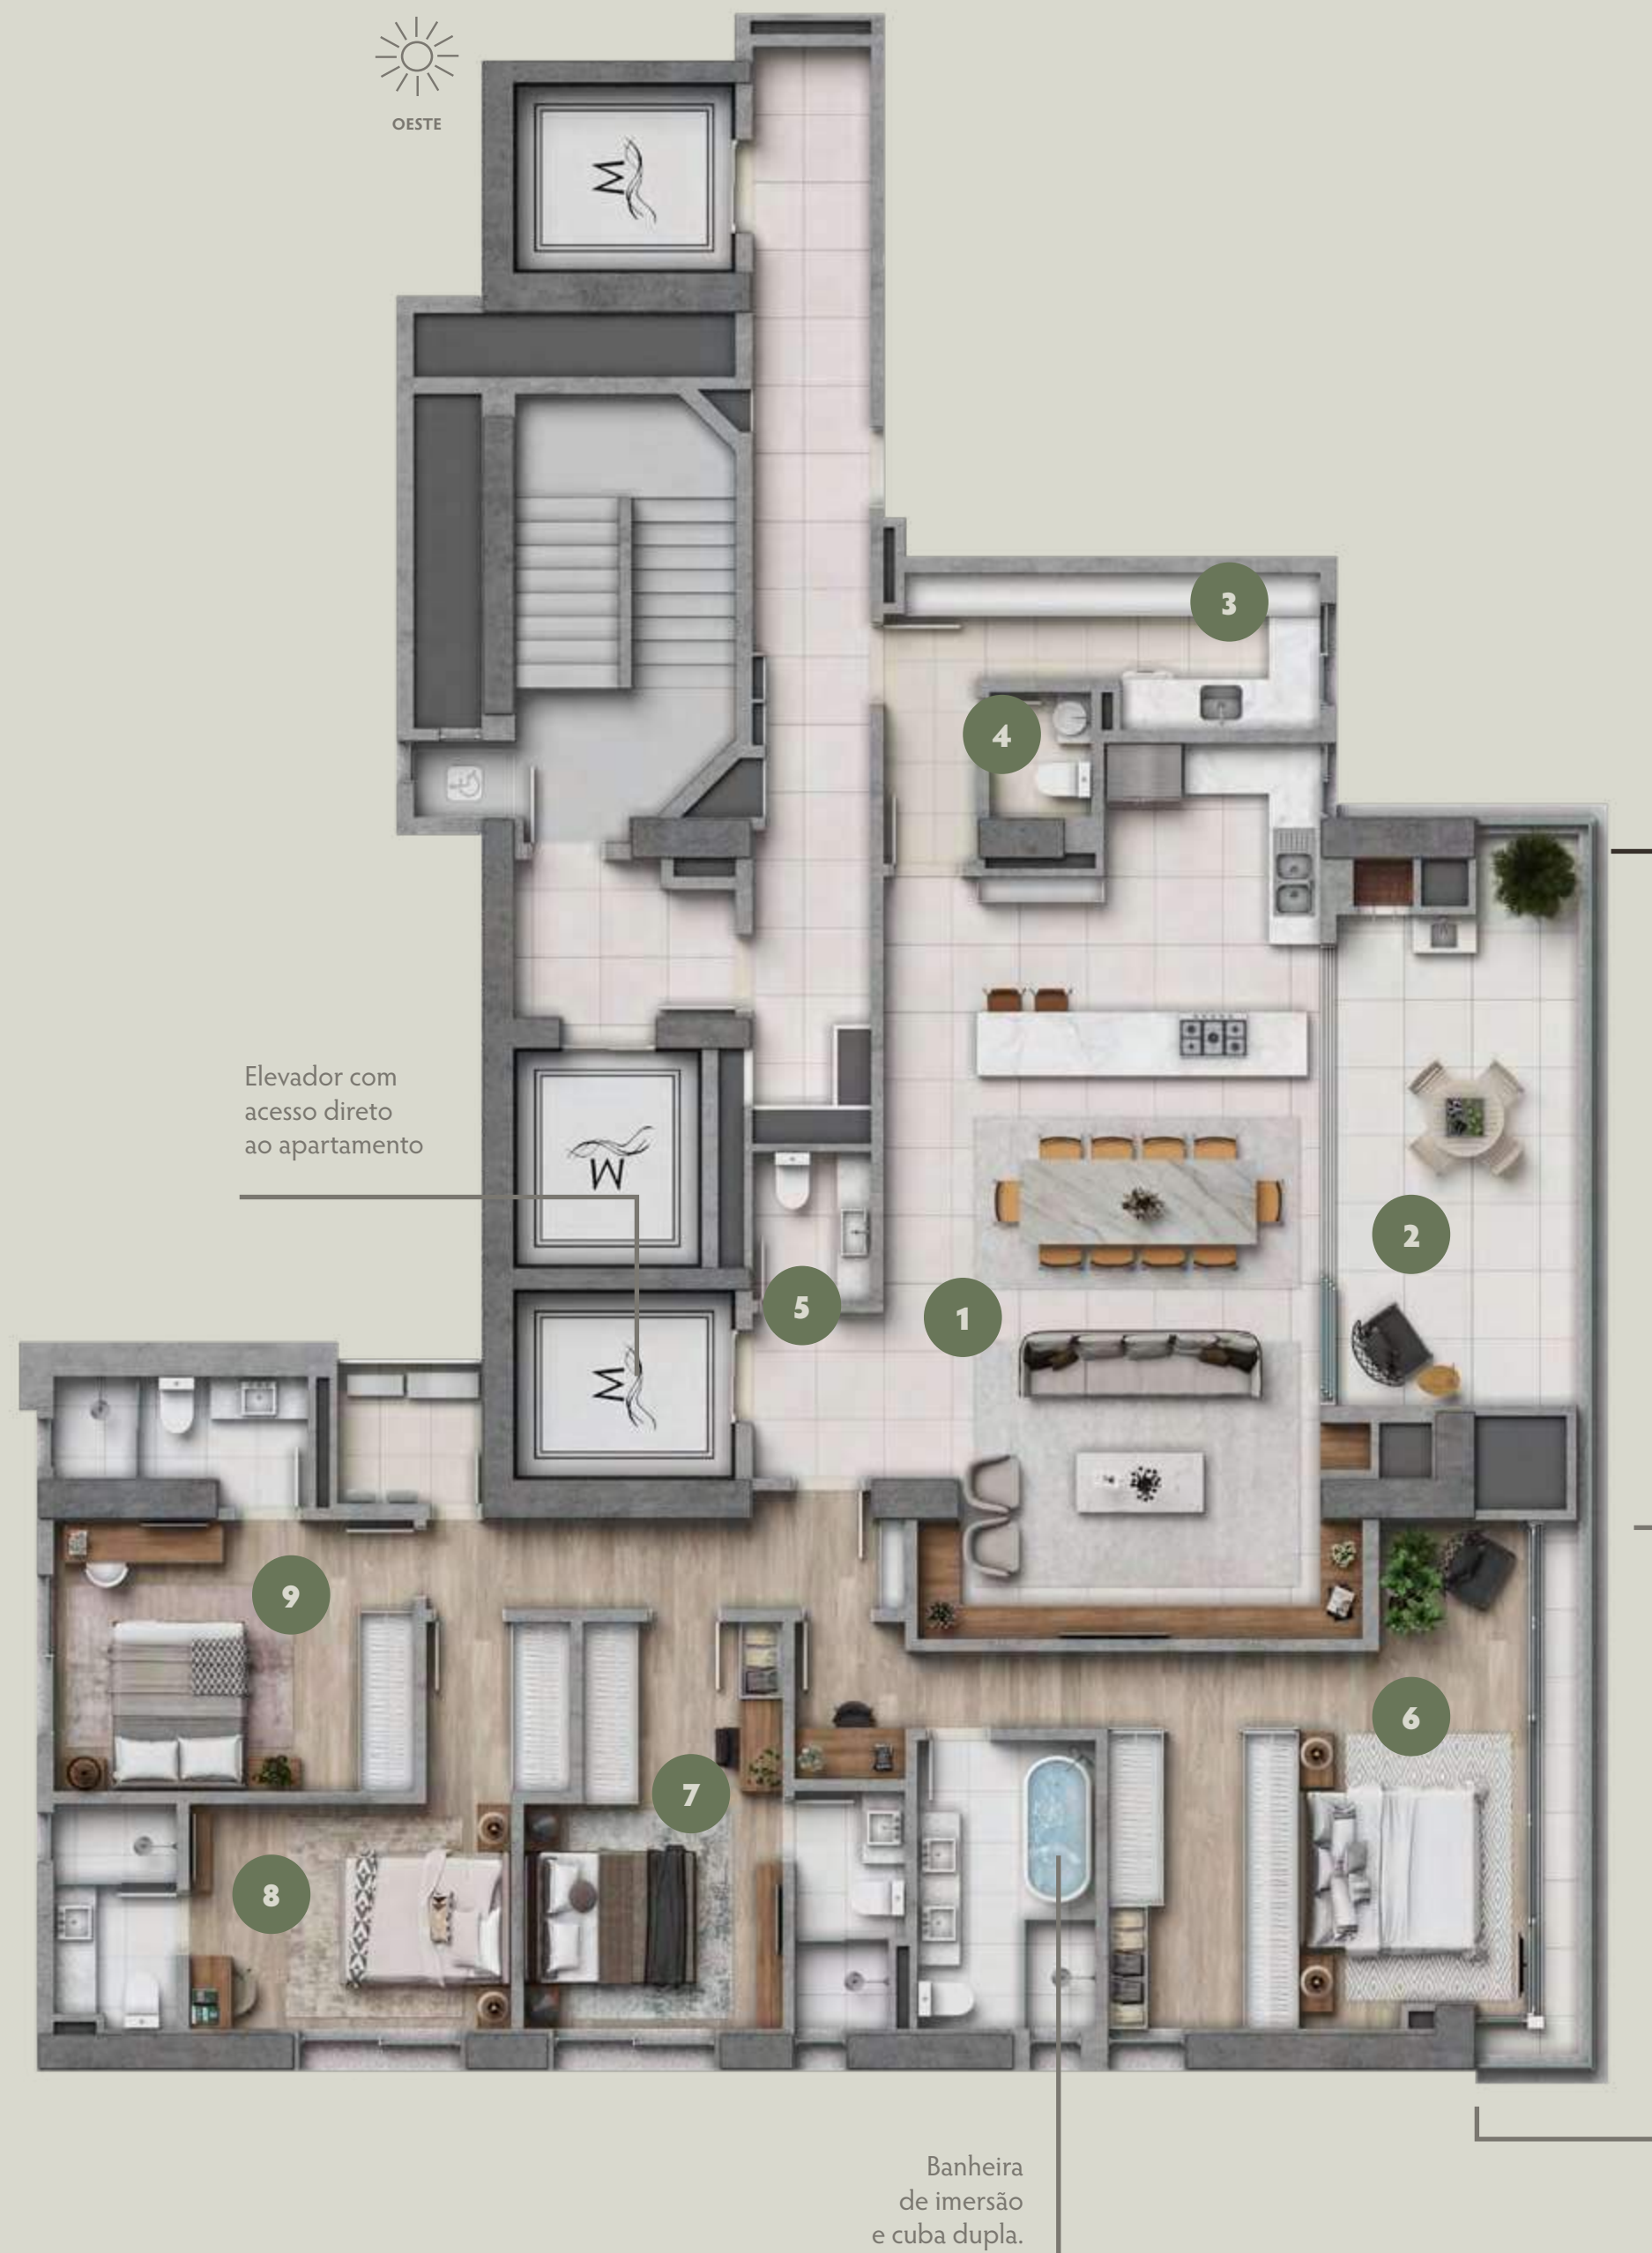 OESTE
M
3
4
Elevador com
acesso direto
ao apartamento
M
2
5
1
M
9
6
7
8
Banheira
de imersão
e cuba dupla.